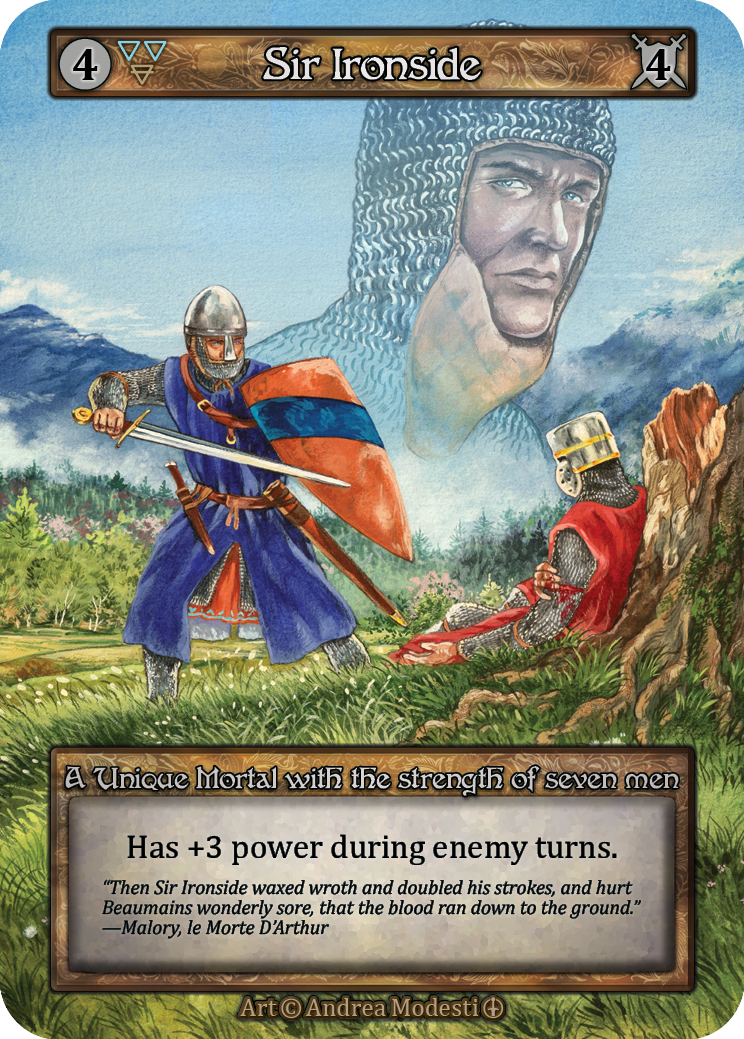 4
Sir Ironside
4
A Unique Mortal with the strength of seven men
Has +3 power during enemy turns.
“Then Sir Ironside waxed wroth and doubled his strokes, and hurt
Beaumains wonderly sore, that the blood ran down to the ground.”
—Malory, le Morte D’Arthur
Art © Andrea Modesti